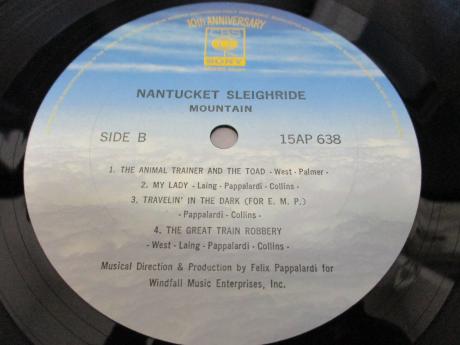 10th ANNIVERSARY
CBS
SONY
NANTUCKET SLEIGHRIDE
MOUNTAIN
SIDE B 15AP 638
1. THE ANIMAL TRAINER AND THE TOAD - West - Palmer -
2. MY LADY - Laing - Pappalardi - Collins -
3. TRAVELIN' IN THE DARK (FOR E. M. P.)
- Pappalardi - Collins -
4. THE GREAT TRAIN ROBBERY
- West - Laing - Pappalardi - Collins -
Musical Direction & Production by Felix Pappalardi for
Windfall Music Enterprises, Inc.